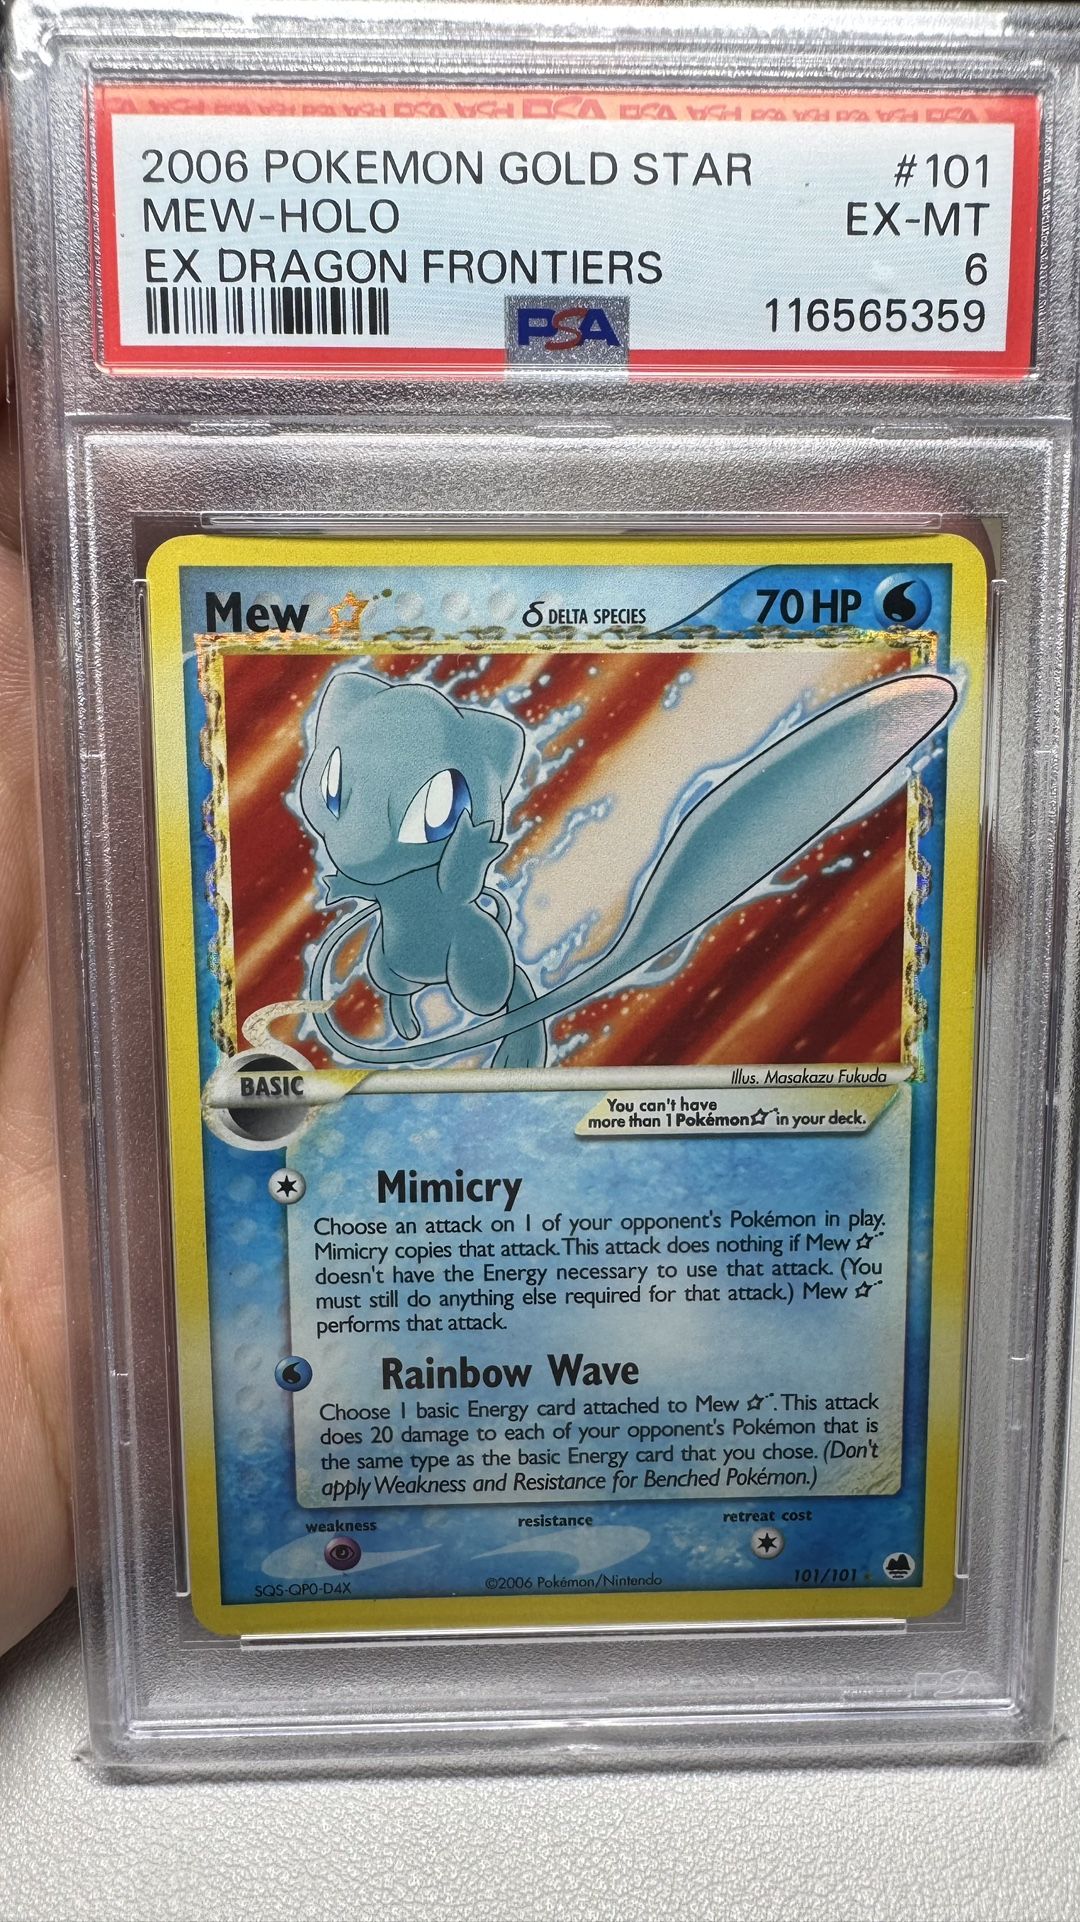 2006 POKEMON GOLD STAR #101
MEW-HOLO EX-MT
EX DRAGON FRONTIERS 6
PSA 116565359
Mew ☆ δ DELTA SPECIES 70 HP
BASIC
Illus. Masakazu Fukuda
You can't have
more than 1 Pokémon☆ in your deck.
Mimicry
Choose an attack on 1 of your opponent's Pokémon in play.
Mimicry copies that attack. This attack does nothing if Mew ☆
doesn't have the Energy necessary to use that attack. (You
must still do anything else required for that attack.) Mew ☆
performs that attack.
Rainbow Wave
Choose 1 basic Energy card attached to Mew ☆. This attack
does 20 damage to each of your opponent's Pokémon that is
the same type as the basic Energy card that you chose. (Don't
apply Weakness and Resistance for Benched Pokémon.)
weakness resistance retreat cost
SQS-QP0-D4X ©2006 Pokémon/Nintendo 101/101
PSA